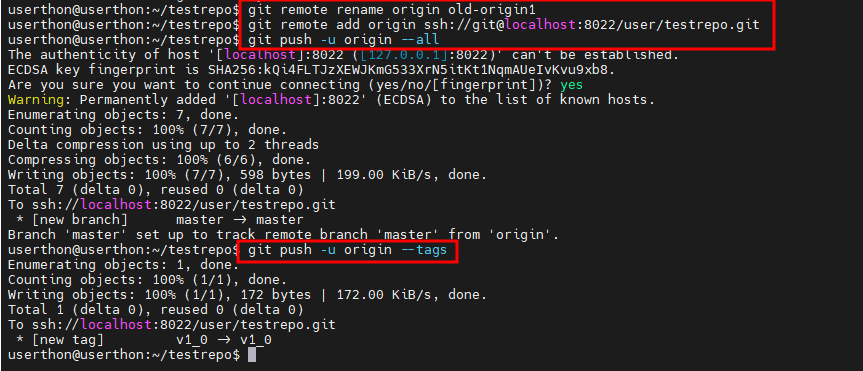 userthon@userthon:~/testrepo$ git remote rename origin old-origin1
userthon@userthon:~/testrepo$ git remote add origin ssh://git@localhost:8022/user/testrepo.git
userthon@userthon:~/testrepo$ git push -u origin --all
The authenticity of host '[localhost]:8022 ([127.0.0.1]:8022)' can't be established.
ECDSA key fingerprint is SHA256:kQi4FLTJzXEWJKmG533XrN5itKt1NqmAUeIvKvu9xb8.
Are you sure you want to continue connecting (yes/no/[fingerprint])? yes
Warning: Permanently added '[localhost]:8022' (ECDSA) to the list of known hosts.
Enumerating objects: 7, done.
Counting objects: 100% (7/7), done.
Delta compression using up to 2 threads
Compressing objects: 100% (6/6), done.
Writing objects: 100% (7/7), 598 bytes | 199.00 KiB/s, done.
Total 7 (delta 0), reused 0 (delta 0)
To ssh://localhost:8022/user/testrepo.git
 * [new branch]      master -> master
Branch 'master' set up to track remote branch 'master' from 'origin'.
userthon@userthon:~/testrepo$ git push -u origin --tags
Enumerating objects: 1, done.
Counting objects: 100% (1/1), done.
Writing objects: 100% (1/1), 172 bytes | 172.00 KiB/s, done.
Total 1 (delta 0), reused 0 (delta 0)
To ssh://localhost:8022/user/testrepo.git
 * [new tag]         v1_0 -> v1_0
userthon@userthon:~/testrepo$